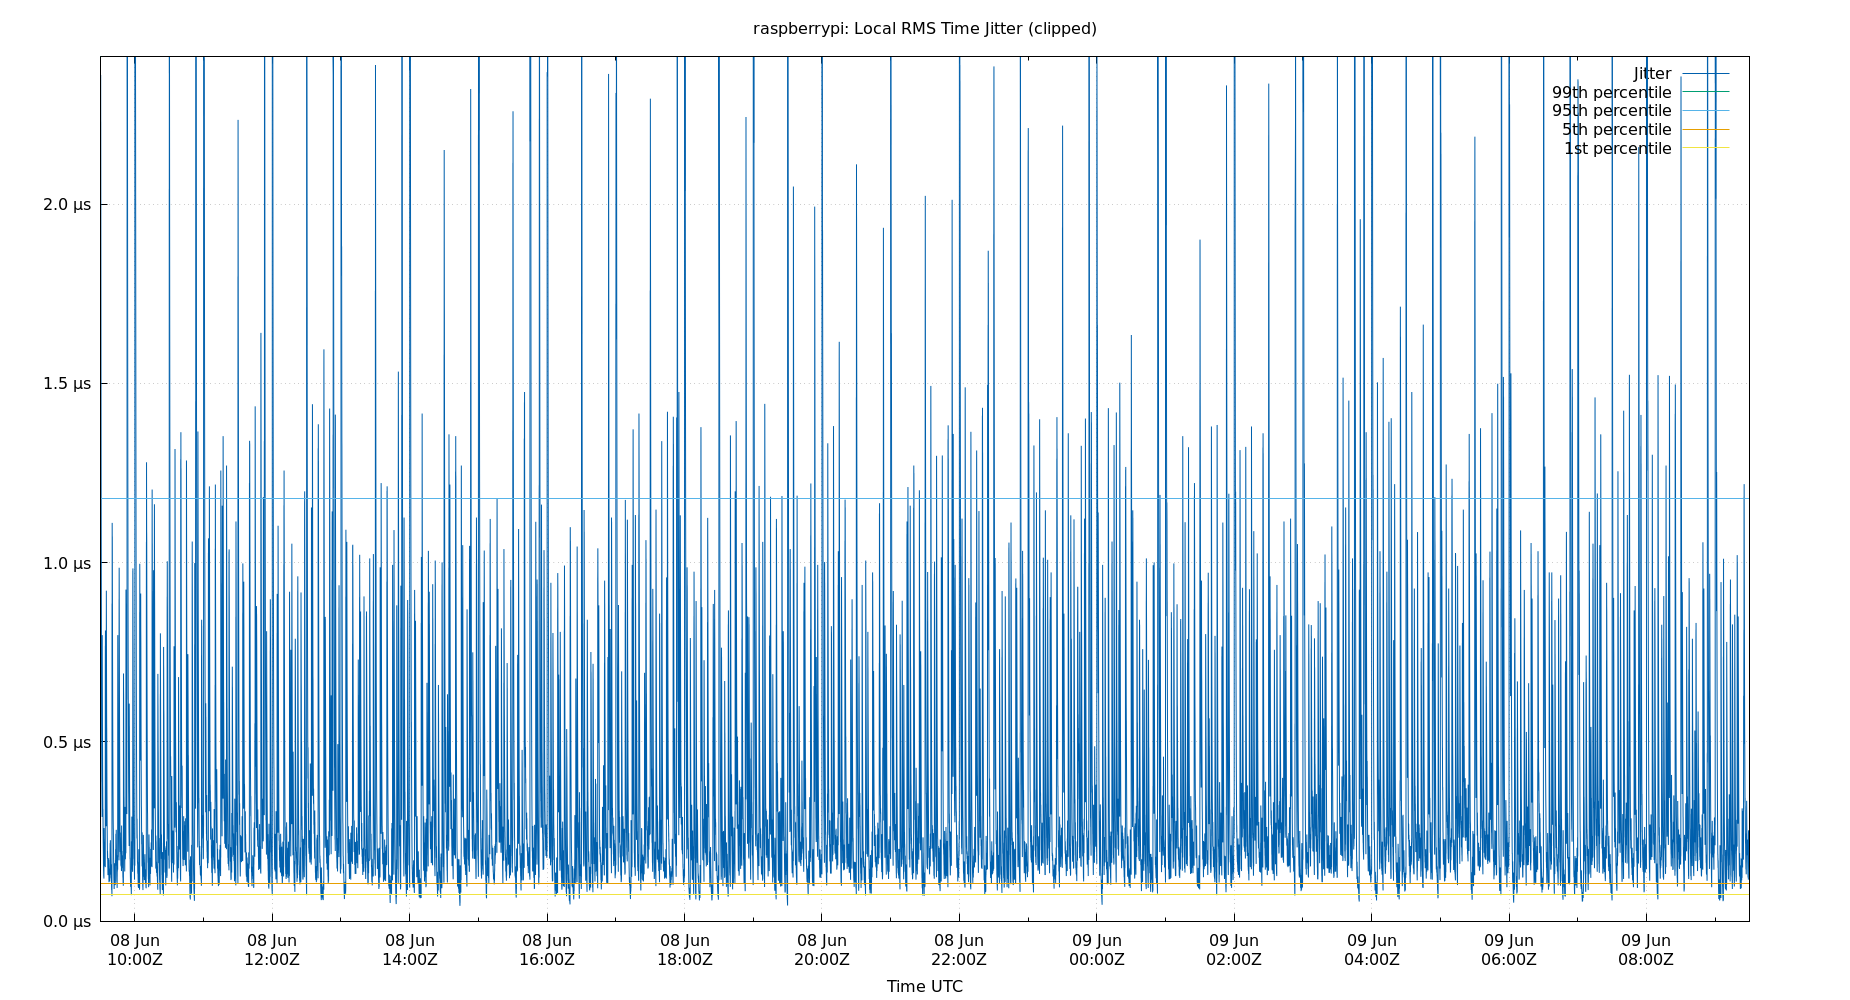 raspberrypi: Local RMS Time Jitter (clipped)
Jitter
99th percentile
95th percentile
5th percentile
1st percentile
2.0 µs
1.5 µs
1.0 µs
0.5 µs
0.0 µs
08 Jun 08 Jun 08 Jun 08 Jun 08 Jun 08 Jun 08 Jun 09 Jun 09 Jun 09 Jun 09 Jun 09 Jun
10:00Z 12:00Z 14:00Z 16:00Z 18:00Z 20:00Z 22:00Z 00:00Z 02:00Z 04:00Z 06:00Z 08:00Z
Time UTC